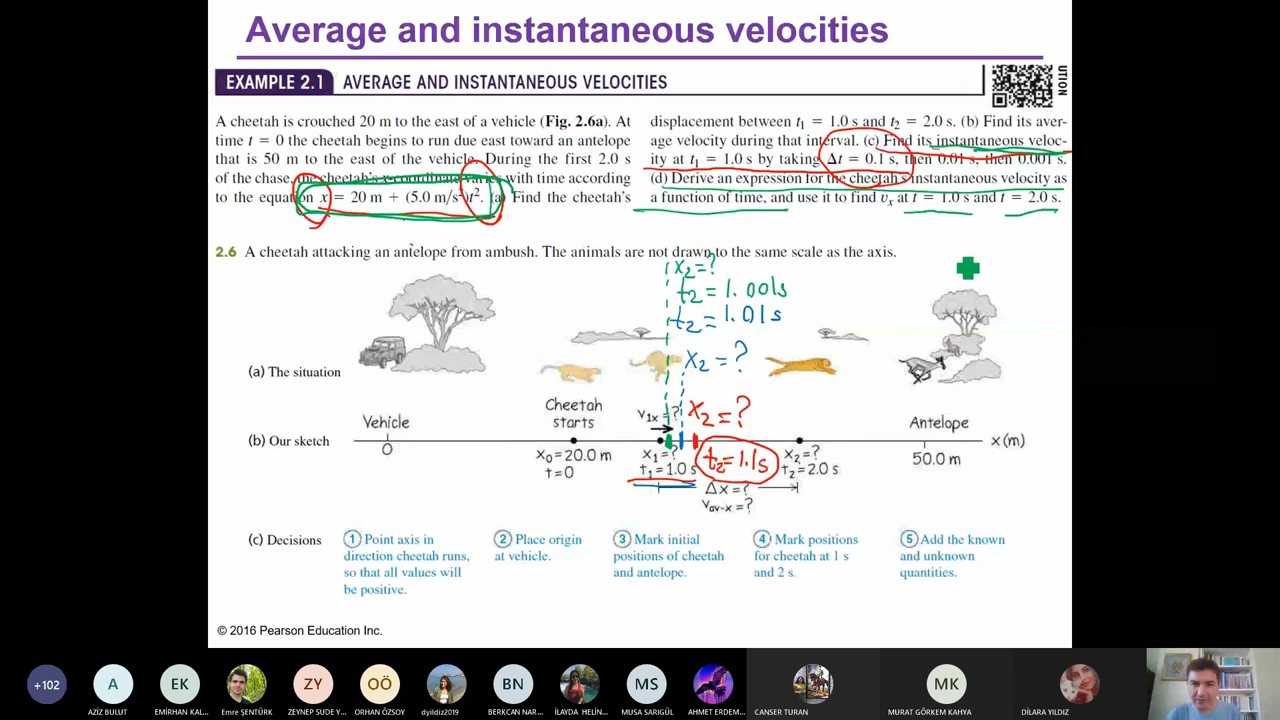 Average and instantaneous velocities
EXAMPLE 2.1 AVERAGE AND INSTANTANEOUS VELOCITIES
A cheetah is crouched 20 m to the east of a vehicle (Fig. 2.6a). At
time t = 0 the cheetah begins to run due east toward an antelope
that is 50 m to the east of the vehicle. During the first 2.0 s
of the chase, the cheetah's x-coordinate varies with time according
to the equation x = 20 m + (5.0 m/s²)t². (a) Find the cheetah's
displacement between t₁ = 1.0 s and t₂ = 2.0 s. (b) Find its aver-
age velocity during that interval. (c) Find its instantaneous veloc-
ity at t₁ = 1.0 s by taking Δt = 0.1 s, then 0.01 s, then 0.001 s.
(d) Derive an expression for the cheetah's instantaneous velocity as
a function of time, and use it to find υₓ at t = 1.0 s and t = 2.0 s.
UTION
2.6 A cheetah attacking an antelope from ambush. The animals are not drawn to the same scale as the axis.
x₂ = ?
t₂ = 1.001s
t₂ = 1.01 s
x₂ = ?
(a) The situation
x₂ = ?
Vehicle
Cheetah
starts
v₁ₓ = ?
Antelope
(b) Our sketch
0
x₀ = 20.0 m
t = 0
x₁ = ?
t₁ = 1.0 s
t₂ = 1.1s
x₂ = ?
t₂ = 2.0 s
50.0 m
x (m)
Δx = ?
vav-x = ?
(c) Decisions
1 Point axis in
direction cheetah runs,
so that all values will
be positive.
2 Place origin
at vehicle.
3 Mark initial
positions of cheetah
and antelope.
4 Mark positions
for cheetah at 1 s
and 2 s.
5 Add the known
and unknown
quantities.
© 2016 Pearson Education Inc.
+102
A
EK
ZY
OÖ
BN
MS
MK
AZİZ BULUT
EMİRHAN KAL...
Emre ŞENTÜRK
ZEYNEP SUDE Y...
ORHAN ÖZSOY
dyildiz2019
BERKCAN NAR...
İLAYDA HELİN...
MUSA SARIGÜL
AHMET ERDEM...
CANSER TURAN
MURAT GÖRKEM KAHYA
DİLARA YILDIZ